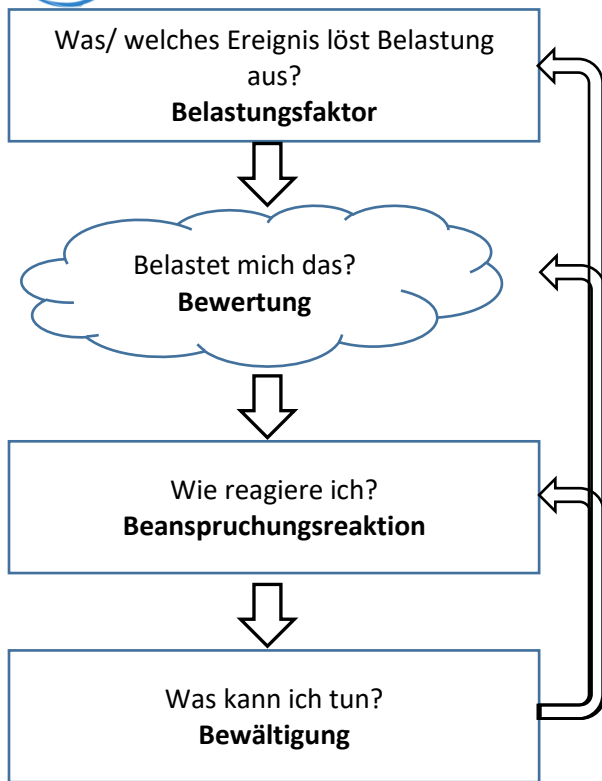 Was/ welches Ereignis löst Belastung
aus?
Belastungsfaktor
Belastet mich das?
Bewertung
Wie reagiere ich?
Beanspruchungsreaktion
Was kann ich tun?
Bewältigung